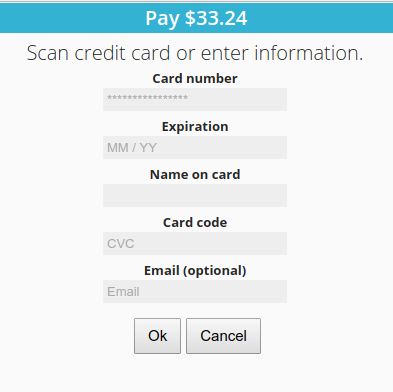 Pay $33.24
Scan credit card or enter information.
Card number
****************
Expiration
MM / YY
Name on card
Card code
CVC
Email (optional)
Email
Ok Cancel